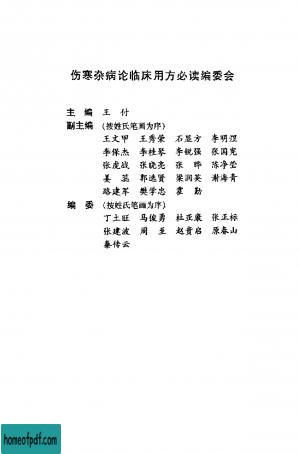 伤寒杂病论临床用方必读编委会
主 编 王 付
副主编 (按姓氏笔画为序)
王文甲 王秀荣 石显方 李明煜
李保杰 李桂琴 李锐强 张国宪
张虎战 张晓亮 张 晔 陈净莹
姜 蕊 郭选贤 梁润英 谢海青
路建军 樊学忠 霍 勤
编 委 (按姓氏笔画为序)
丁士旺 马俊勇 杜亚康 张正标
张建波 周 至 赵贵启 原春山
秦传云
homeofpdf.com